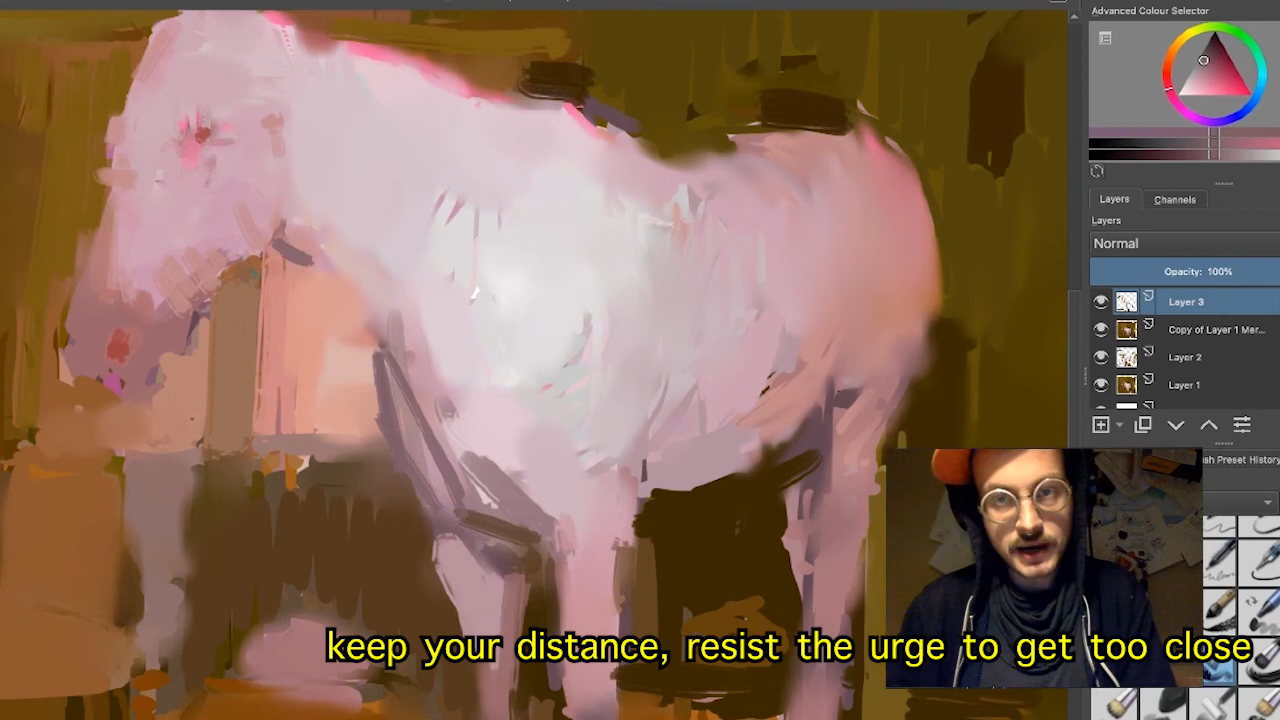 Advanced Colour Selector
Layers
Channels
Layers
Normal
Opacity: 100%
Layer 3
Copy of Layer 1 Mer...
Layer 2
Layer 1
sh Preset History
keep your distance, resist the urge to get too close